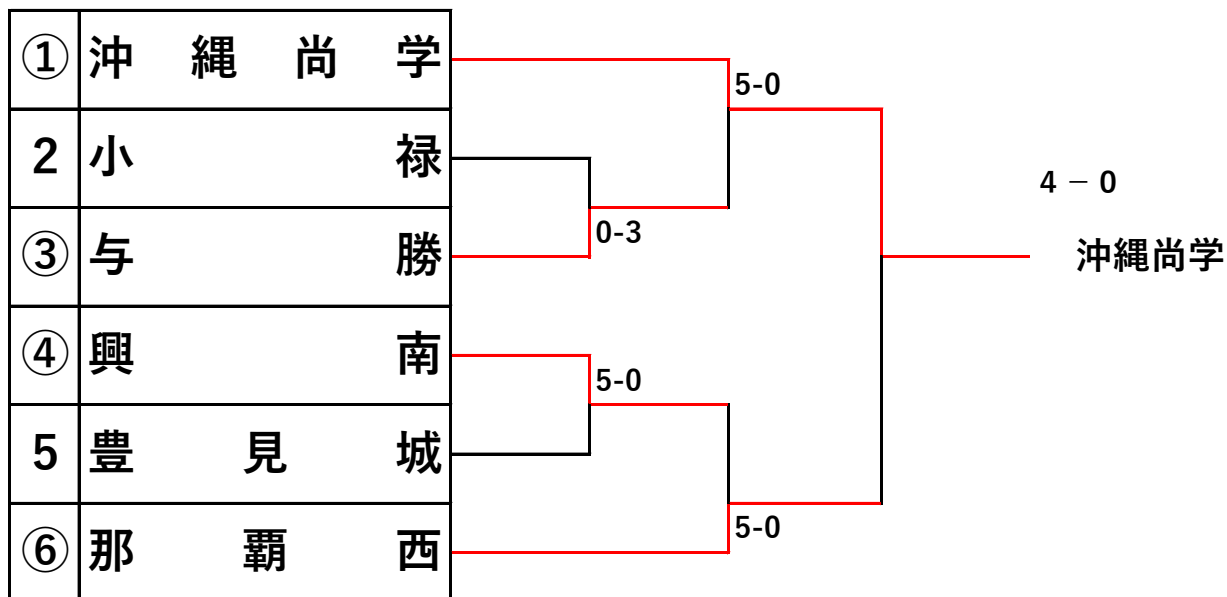 ① 沖縄尚学
5-0
2 小禄
4 – 0
③ 与勝
0-3
沖縄尚学
④ 興南
5-0
5 豊見城
⑥ 那覇西
5-0